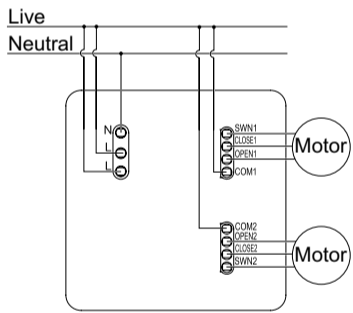 Live
Neutral
N
L
L
SWN1
CLOSE1
OPEN1
COM1
Motor
COM2
OPEN2
CLOSE2
SWN2
Motor